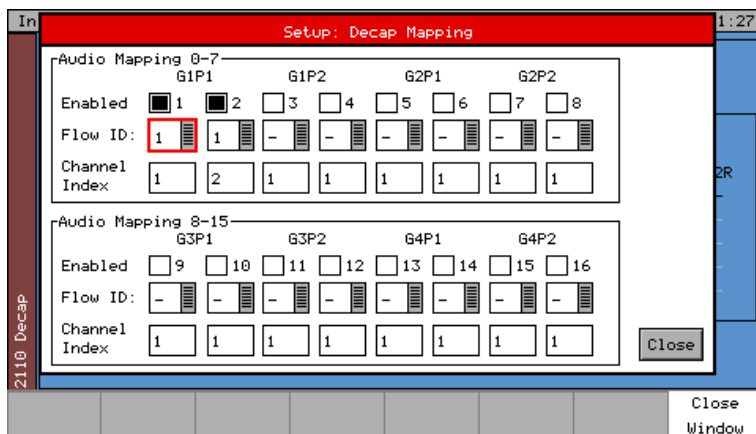 In
1:27
Setup: Decap Mapping
Audio Mapping 0-7
G1P1 G1P2 G2P1 G2P2
Enabled 1 2 3 4 5 6 7 8
Flow ID: 1 1 - - - - - -
Channel
Index 1 2 1 1 1 1 1 1
2R
Audio Mapping 8-15
G3P1 G3P2 G4P1 G4P2
Enabled 9 10 11 12 13 14 15 16
Flow ID: - - - - - - - -
Channel
Index 1 1 1 1 1 1 1 1
Close
2110 Decap
Close
Window